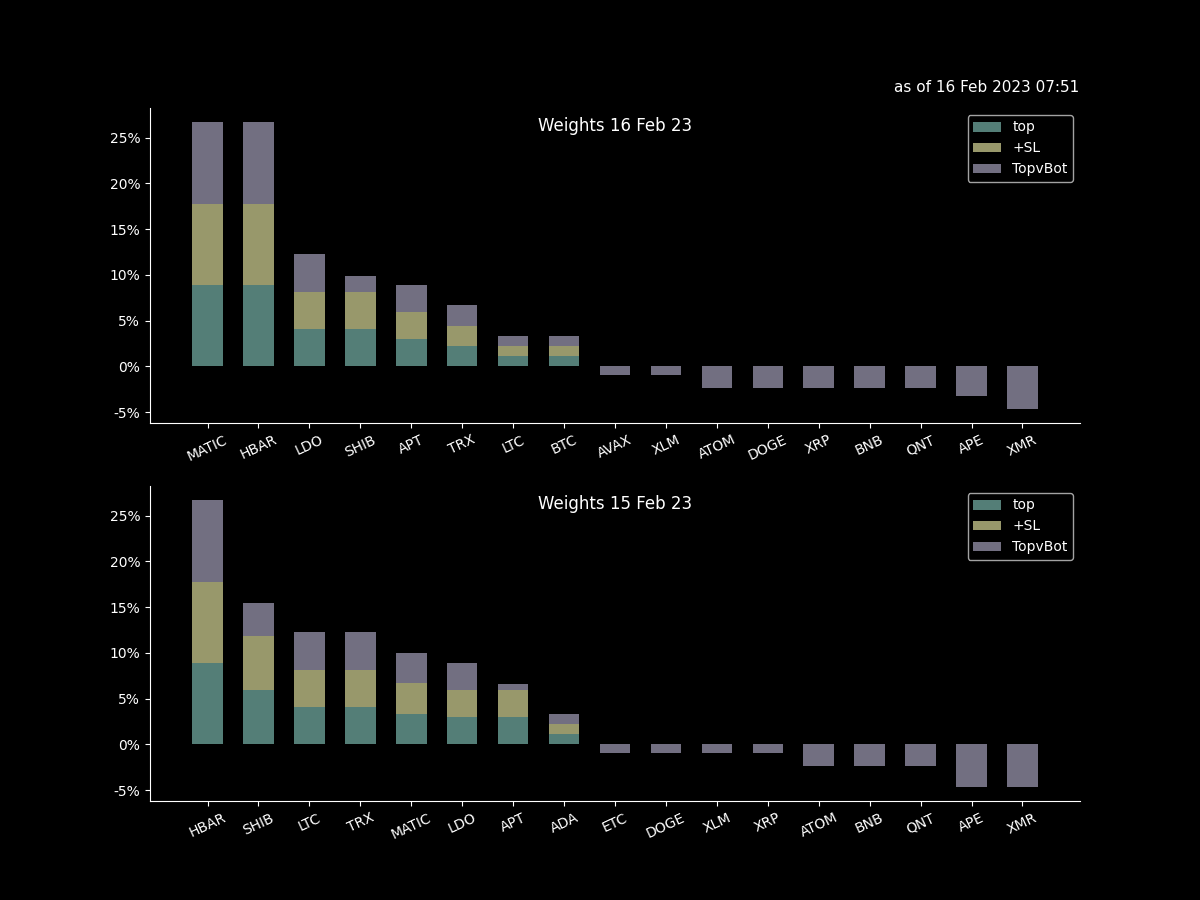 as of 16 Feb 2023 07:51
Weights 16 Feb 23
top
+SL
TopvBot
25%
20%
15%
10%
5%
0%
-5%
MATIC HBAR LDO SHIB APT TRX LTC BTC AVAX XLM ATOM DOGE XRP BNB QNT APE XMR
Weights 15 Feb 23
top
+SL
TopvBot
25%
20%
15%
10%
5%
0%
-5%
HBAR SHIB LTC TRX MATIC LDO APT ADA ETC DOGE XLM XRP ATOM BNB QNT APE XMR